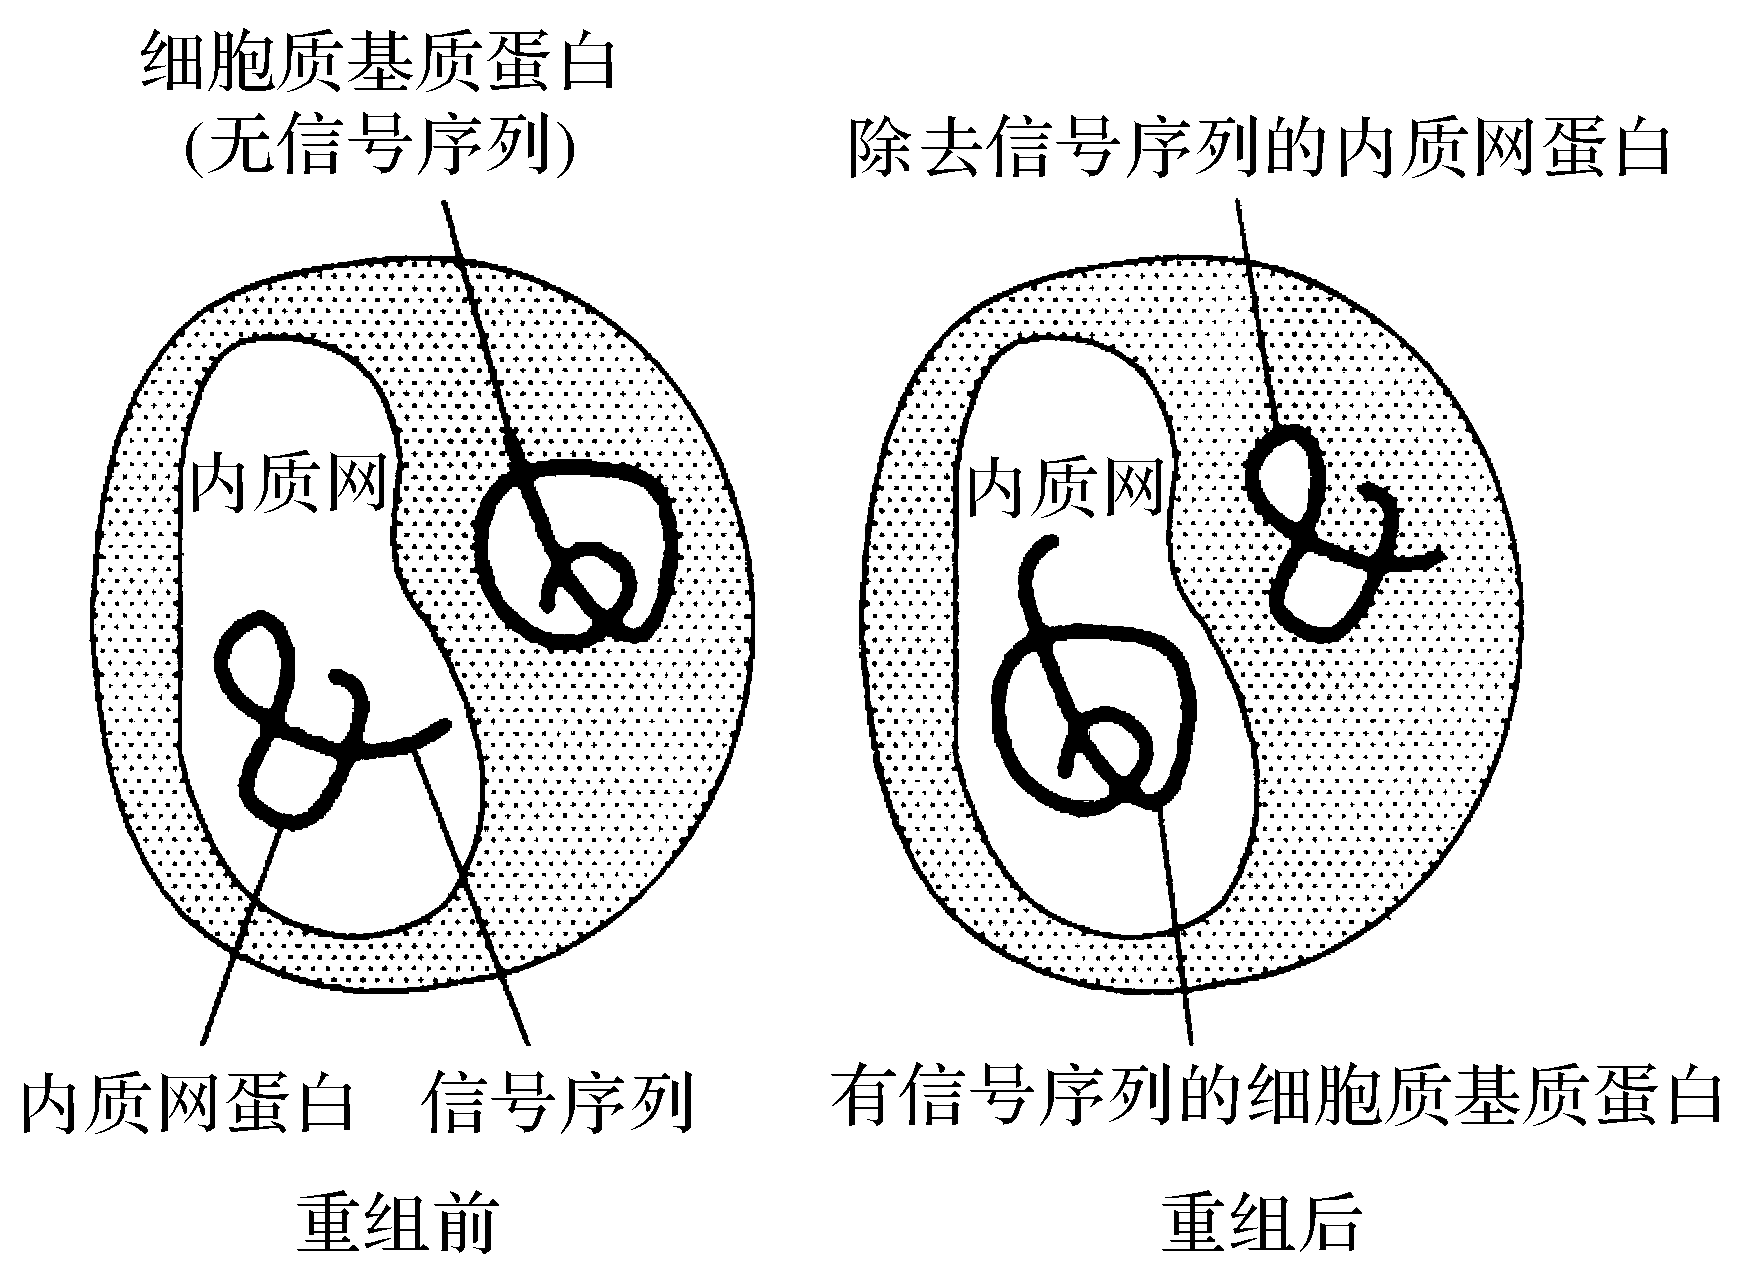 细胞质基质蛋白
(无信号序列)
除去信号序列的内质网蛋白
内质网
内质网
内质网蛋白
信号序列
有信号序列的细胞质基质蛋白
重组前
重组后